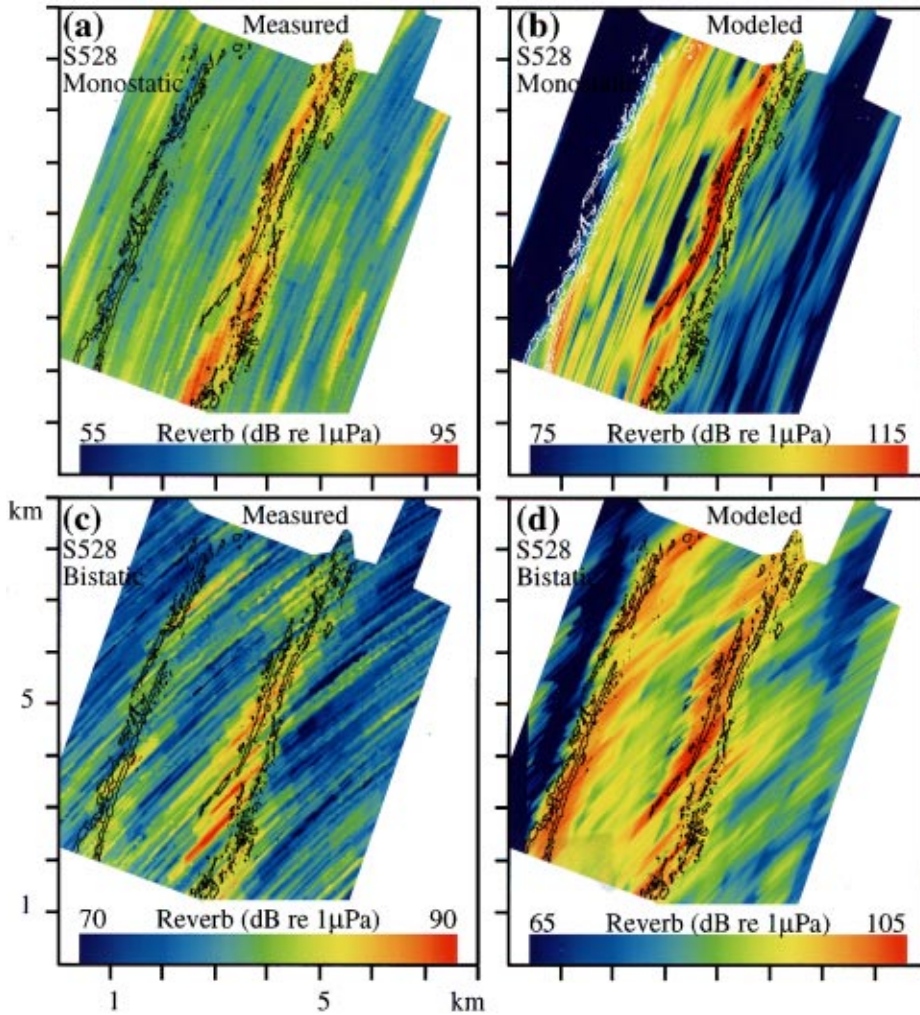 (a) Measured
S528
Monostatic
55 Reverb (dB re 1μPa) 95
(b) Modeled
S528
75 Reverb (dB re 1μPa) 115
km
(c) Measured
S528
Bistatic
5
1
70 Reverb (dB re 1μPa) 90
1 5 km
(d) Modeled
S528
Bistatic
65 Reverb (dB re 1μPa) 105